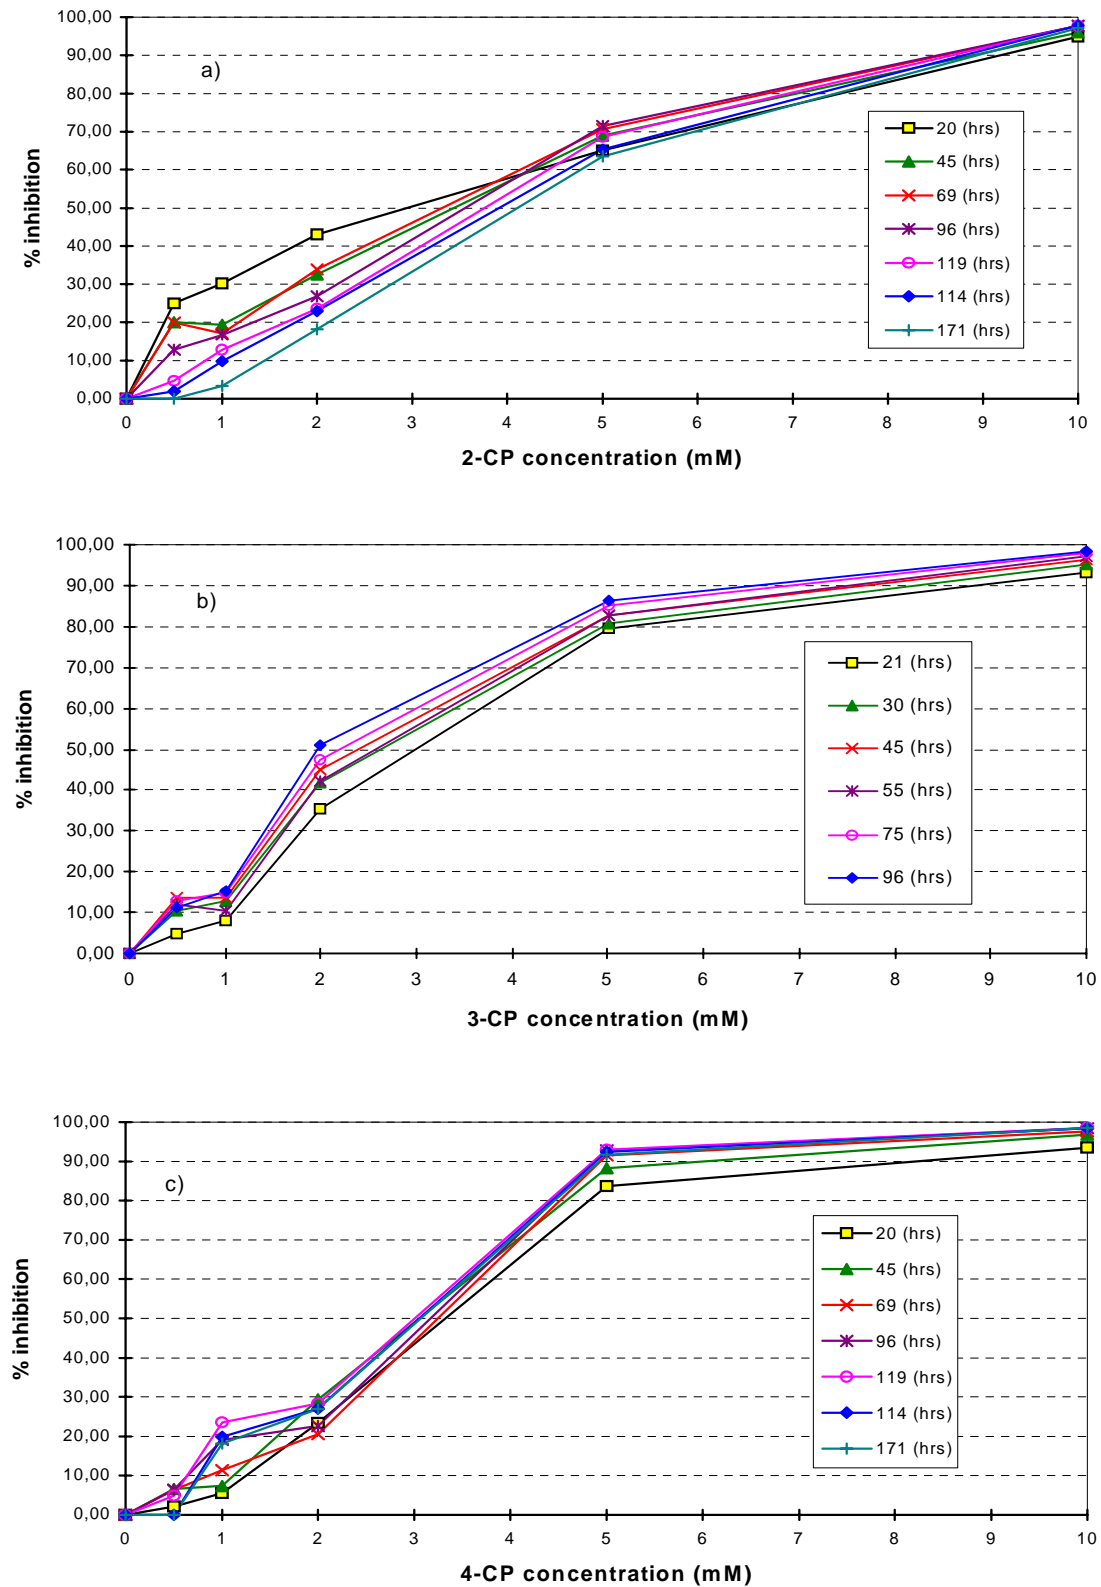 100,00
90,00
80,00
70,00
60,00
50,00
40,00
30,00
20,00
10,00
0,00
% inhibition
a)
20 (hrs)
45 (hrs)
69 (hrs)
96 (hrs)
119 (hrs)
114 (hrs)
171 (hrs)
0 1 2 3 4 5 6 7 8 9 10
2-CP concentration (mM)
100,00
90,00
80,00
70,00
60,00
50,00
40,00
30,00
20,00
10,00
0,00
% inhibition
b)
21 (hrs)
30 (hrs)
45 (hrs)
55 (hrs)
75 (hrs)
96 (hrs)
0 1 2 3 4 5 6 7 8 9 10
3-CP concentration (mM)
100,00
90,00
80,00
70,00
60,00
50,00
40,00
30,00
20,00
10,00
0,00
% inhibition
c)
20 (hrs)
45 (hrs)
69 (hrs)
96 (hrs)
119 (hrs)
114 (hrs)
171 (hrs)
0 1 2 3 4 5 6 7 8 9 10
4-CP concentration (mM)